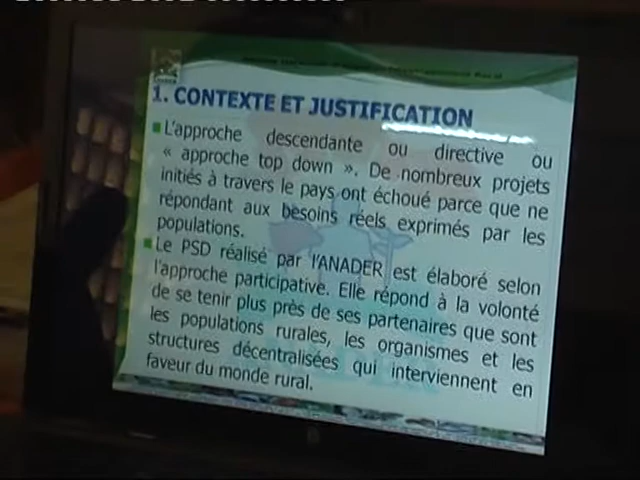 1. CONTEXTE ET JUSTIFICATION
L'approche descendante ou directive ou
« approche top down ». De nombreux projets
initiés à travers le pays ont échoué parce que ne
répondant aux besoins réels exprimés par les
populations.
Le PSD réalisé par l'ANADER est élaboré selon
l'approche participative. Elle répond à la volonté
de se tenir plus près de ses partenaires que sont
les populations rurales, les organismes et les
structures décentralisées qui interviennent en
faveur du monde rural.